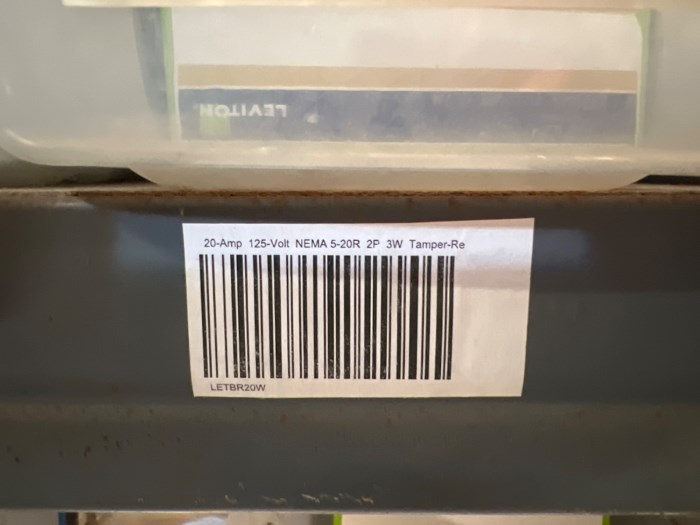 LEVITON
20-Amp 125-Volt NEMA 5-20R 2P 3W Tamper-Re
LETBR20W